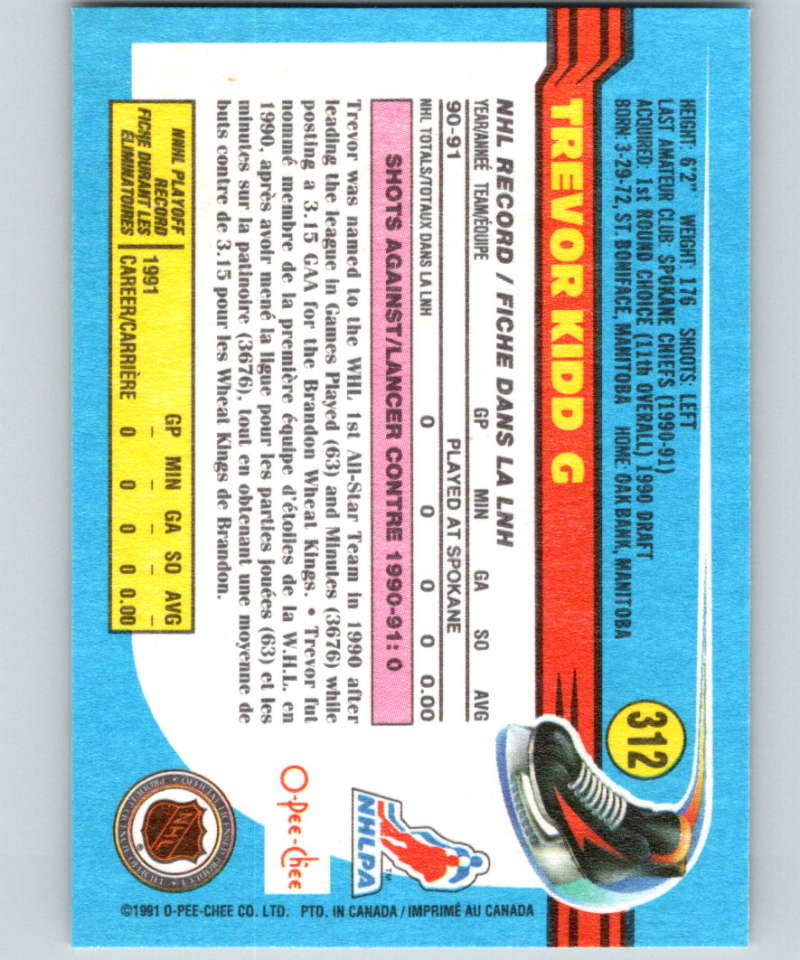 312
HEIGHT: 6'2" WEIGHT: 176 SHOOTS: LEFT
LAST AMATEUR CLUB: SPOKANE CHIEFS (1990-91)
ACQUIRED: 1st ROUND CHOICE (11th OVERALL) 1990 DRAFT
BORN: 3-29-72, ST. BONIFACE, MANITOBA HOME OAK BANK, MANITOBA
TREVOR KIDD G
NHL RECORD / FICHE DANS LA LNH
YEAR/ANNEÉ TEAM/ÉQUIPE GP MIN GA SO AVG
90-91 PLAYED AT SPOKANE
NHL TOTALS/TOTAUX DANS LA LNH 0 0 0 0 0.00
SHOTS AGAINST/LANCER CONTRE 1990-91: 0
Trevor was named to the WHL 1st All-Star Team in 1990 after
leading the league in Games Played (63) and Minutes (3676) while
posting a 3.15 GAA for the Brandon Wheat Kings. • Trevor fut
nommé membre de la première équipe d'étoiles de la W.H.L. en
1990, après avoir mené la ligue pour les parties jouées (63) et les
minutes sur la patinoire (3676), tout en obtenant une moyenne de
buts contre de 3.15 pour les Wheat Kings de Brandon.
NNHL PLAYOFF
RECORD
FICHE DURANT LES
ÉLIMINATOIRES
GP MIN GA SO AVG
1991 - - - - -
CAREER/CARRIÈRE 0 0 0 0 0.00
NHLPA
TM
O-Pee-Chee
NHL
©1991 O-PEE-CHEE CO. LTD. PTD. IN CANADA / IMPRIMÉ AU CANADA